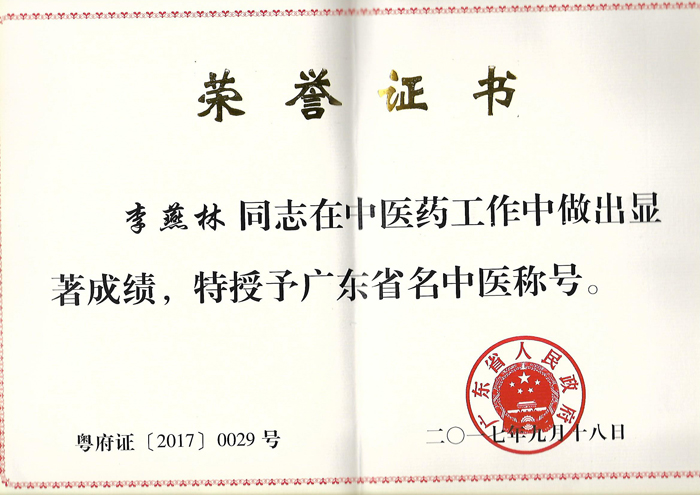 荣誉证书
李燕林同志在中医药工作中做出显
著成绩，特授予广东省名中医称号。
广东省人民政府
粤府证〔2017〕0029号
二〇一七年九月十八日